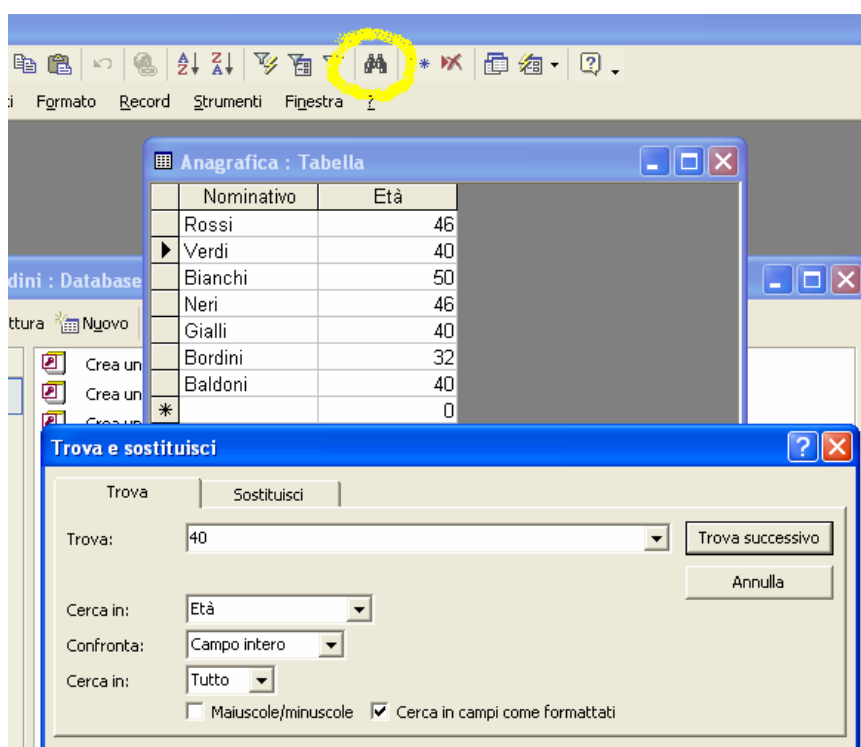 Formato Record Strumenti Finestra ?
Anagrafica : Tabella
Nominativo Età
Rossi 46
Verdi 40
Bianchi 50
Neri 46
Gialli 40
Bordini 32
Baldoni 40
0
dini : Database
ttura Nuovo
Crea un
Crea un
Crea un
Trova e sostituisci
Trova Sostituisci
Trova: 40 Trova successivo
Annulla
Cerca in: Età
Confronta: Campo intero
Cerca in: Tutto
Maiuscole/minuscole Cerca in campi come formattati